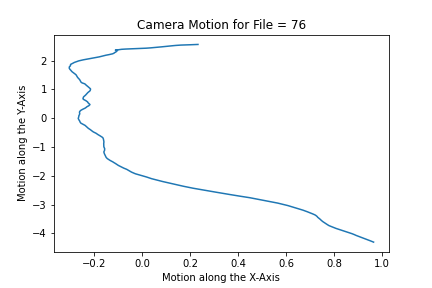 Camera Motion for File = 76
Motion along the Y-Axis
2
1
0
−1
−2
−3
−4
−0.2 0.0 0.2 0.4 0.6 0.8 1.0
Motion along the X-Axis